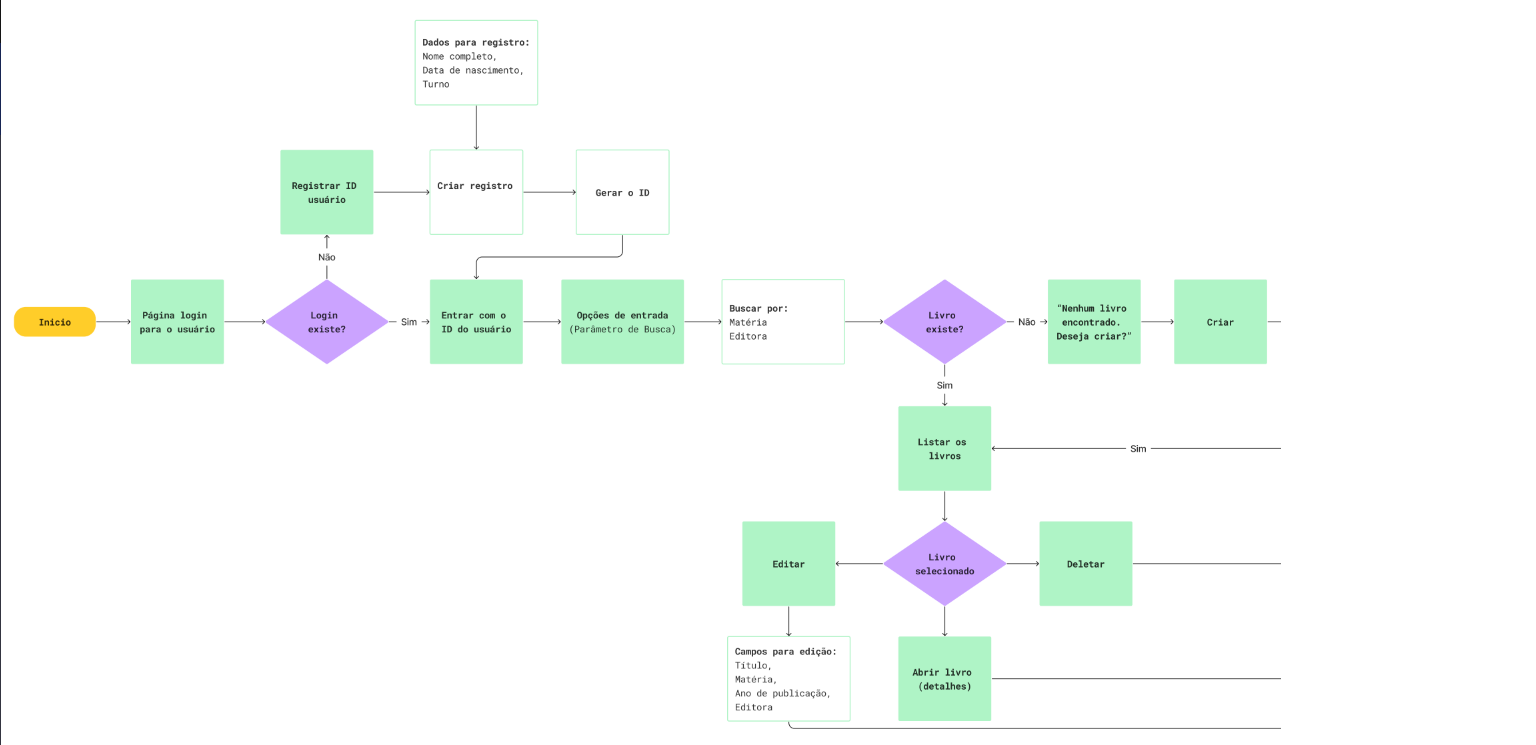 Dados para registro:
Nome completo,
Data de nascimento,
Turno
Registrar ID
usuário
Criar registro
Gerar o ID
Não
Inicio
Página login
para o usuário
Login
existe?
Sim
Entrar com o
ID do usuário
Opções de entrada
(Parâmetro de Busca)
Buscar por:
Matéria
Editora
Livro
existe?
Não
"Nenhum livro
encontrado.
Deseja criar?"
Criar
Sim
Listar os
livros
Sim
Editar
Livro
selecionado
Deletar
Campos para edição:
Título,
Matéria,
Ano de publicação,
Editora
Abrir livro
(detalhes)